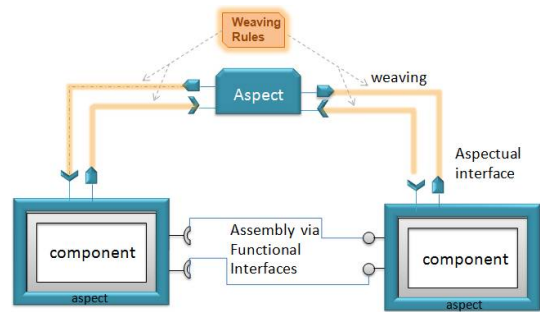 Weaving
Rules
weaving
Aspect
Aspectual
interface
Assembly via
Functional
Interfaces
component
component
aspect
aspect